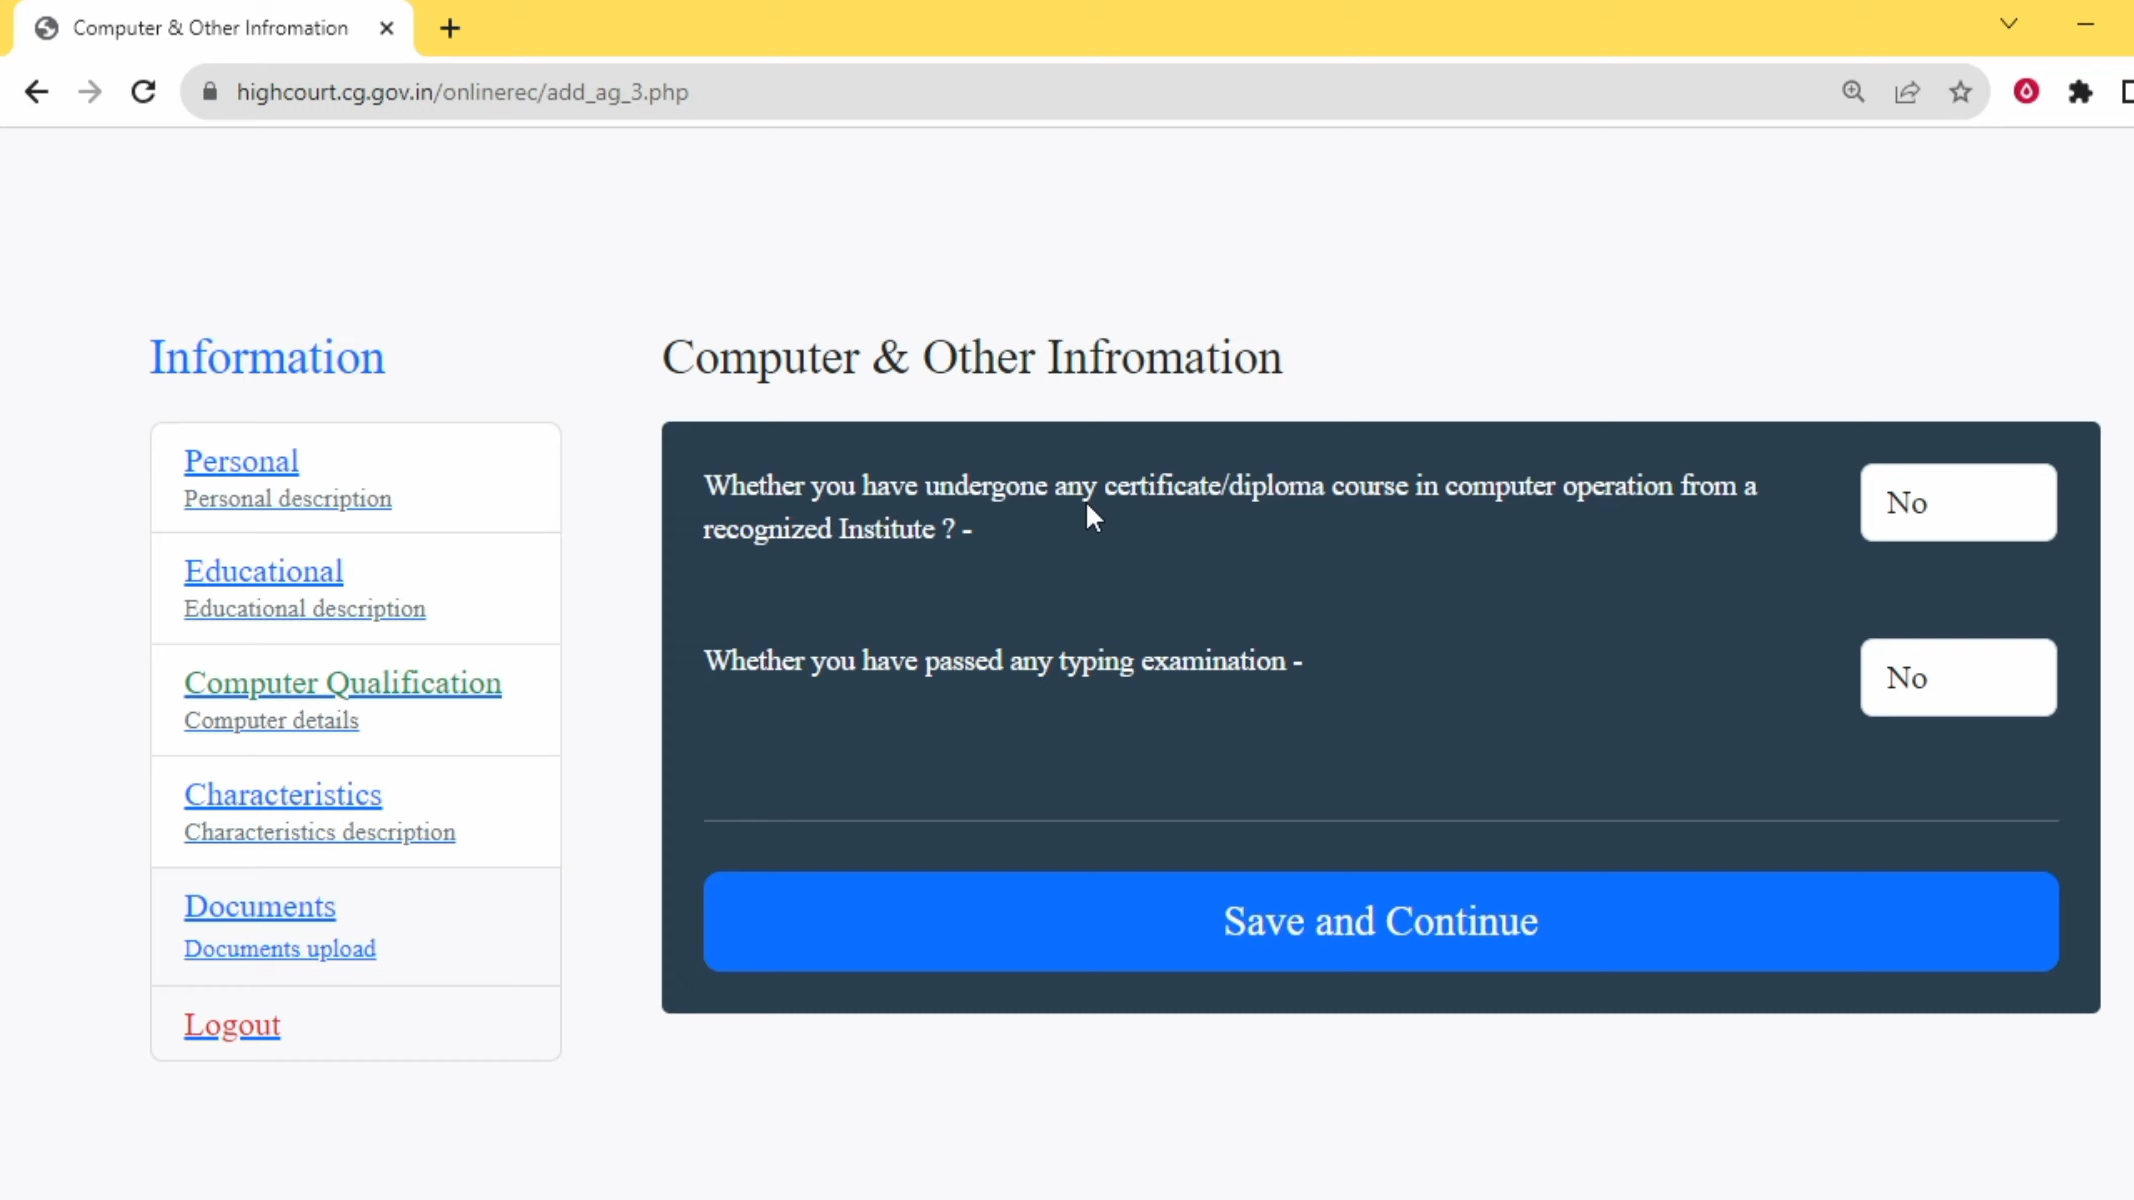 Computer & Other Infromation
highcourt.cg.gov.in/onlinerec/add_ag_3.php
Information
Personal
Personal description
Educational
Educational description
Computer Qualification
Computer details
Characteristics
Characteristics description
Documents
Documents upload
Logout
Computer & Other Infromation
Whether you have undergone any certificate/diploma course in computer operation from a
recognized Institute ? -
No
Whether you have passed any typing examination -
No
Save and Continue